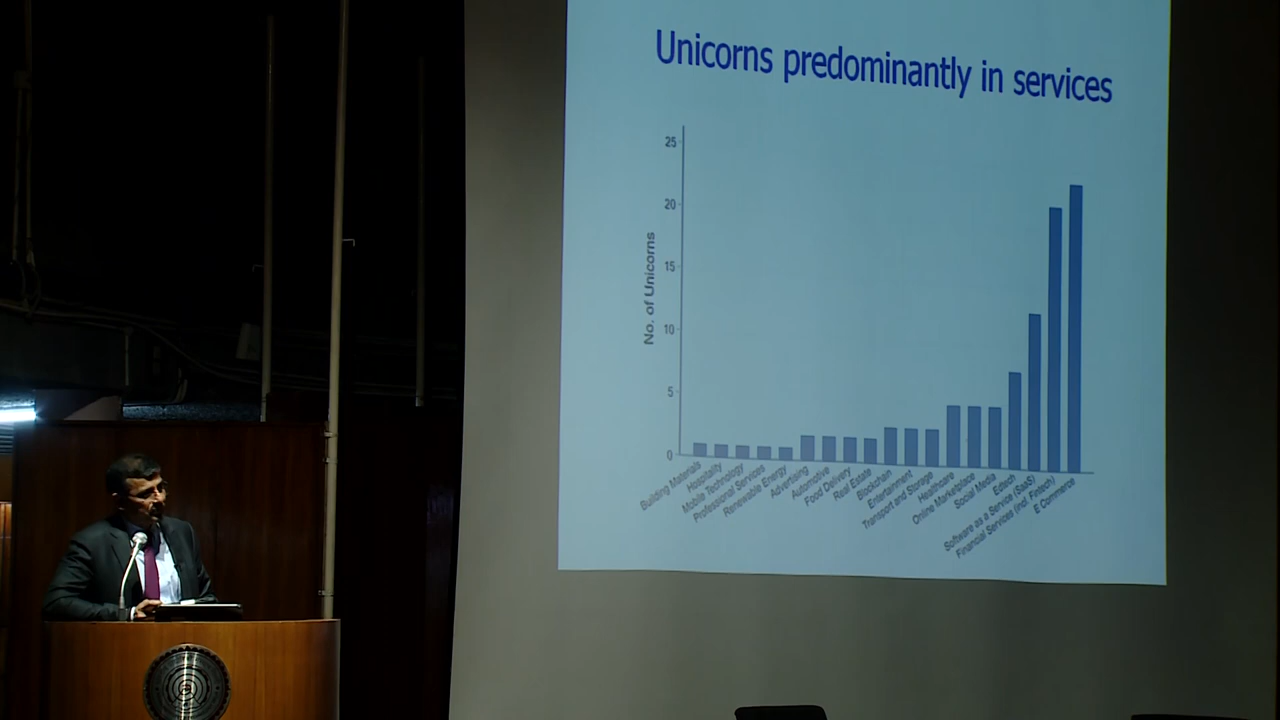 Unicorns predominantly in services
25
20
15
10
5
0
No. of Unicorns
Building Materials
Hospitality
Mobile Technology
Professional Services
Renewable Energy
Advertising
Automotive
Food Delivery
Real Estate
Blockchain
Entertainment
Transport and Storage
Healthcare
Online Marketplace
Social Media
Edtech
Software as a Service (SaaS)
Financial Services (incl. Fintech)
E Commerce